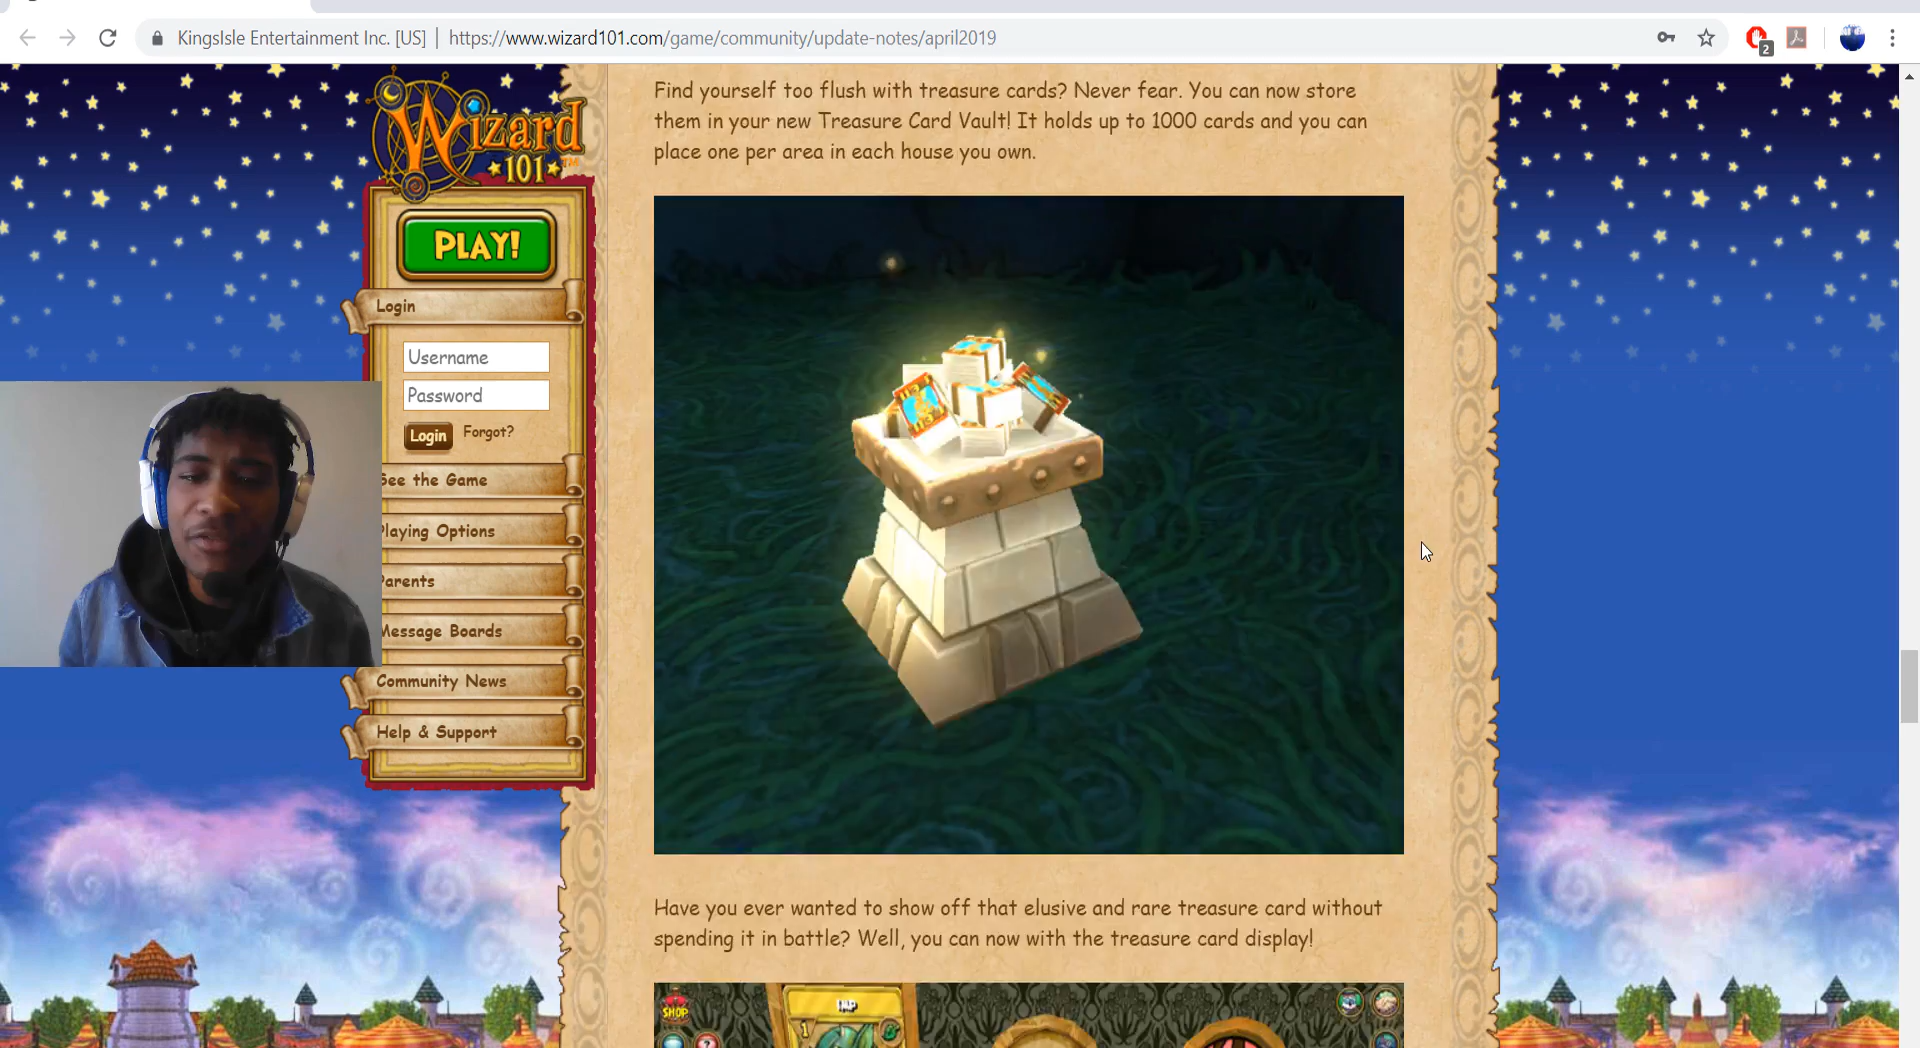 KingsIsle Entertainment Inc. [US] | https://www.wizard101.com/game/community/update-notes/april2019
2
Wizard
101™
PLAY!
Login
Username
Password
Login Forgot?
See the Game
Playing Options
Parents
Message Boards
Community News
Help & Support
Find yourself too flush with treasure cards? Never fear. You can now store
them in your new Treasure Card Vault! It holds up to 1000 cards and you can
place one per area in each house you own.
Have you ever wanted to show off that elusive and rare treasure card without
spending it in battle? Well, you can now with the treasure card display!
SHOP
IMP
1
?